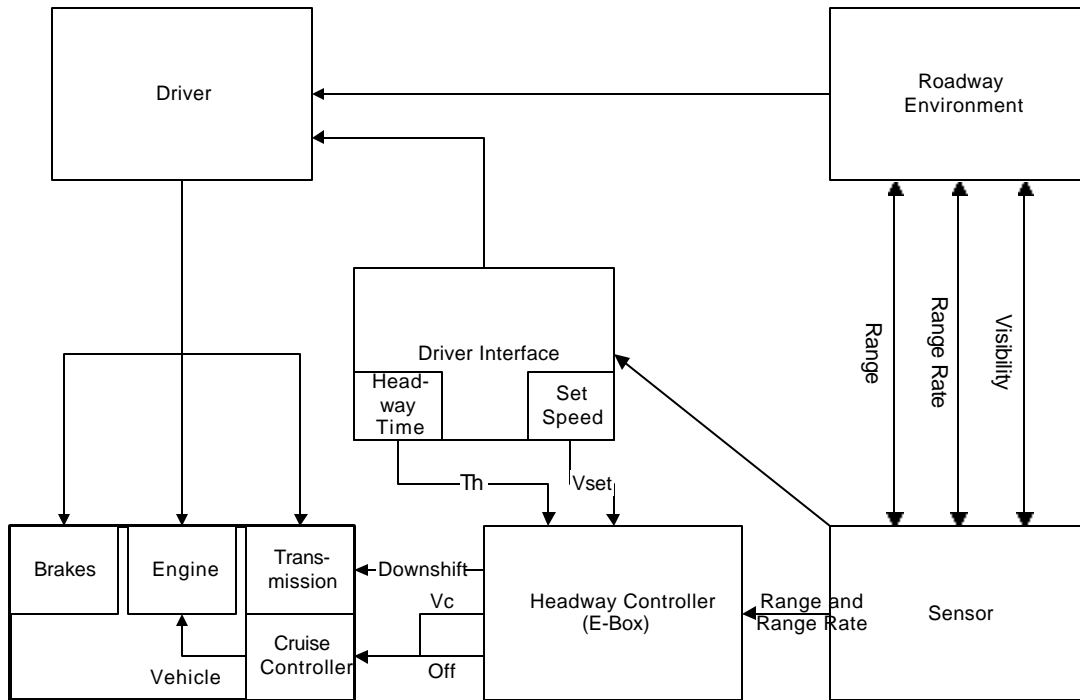 Driver
Roadway
Environment
Range
Range Rate
Visibility
Driver Interface
Head-
way
Time
Set
Speed
Th
Vset
Brakes
Engine
Trans-
mission
Downshift
Headway Controller
(E-Box)
Range and
Range Rate
Sensor
Vc
Cruise
Controller
Off
Vehicle